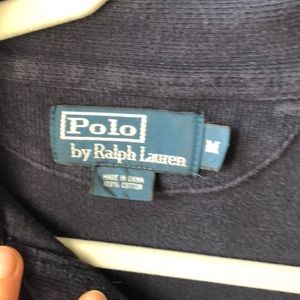 Polo
by Ralph Lauren
M
MADE IN CHINA
100% COTTON